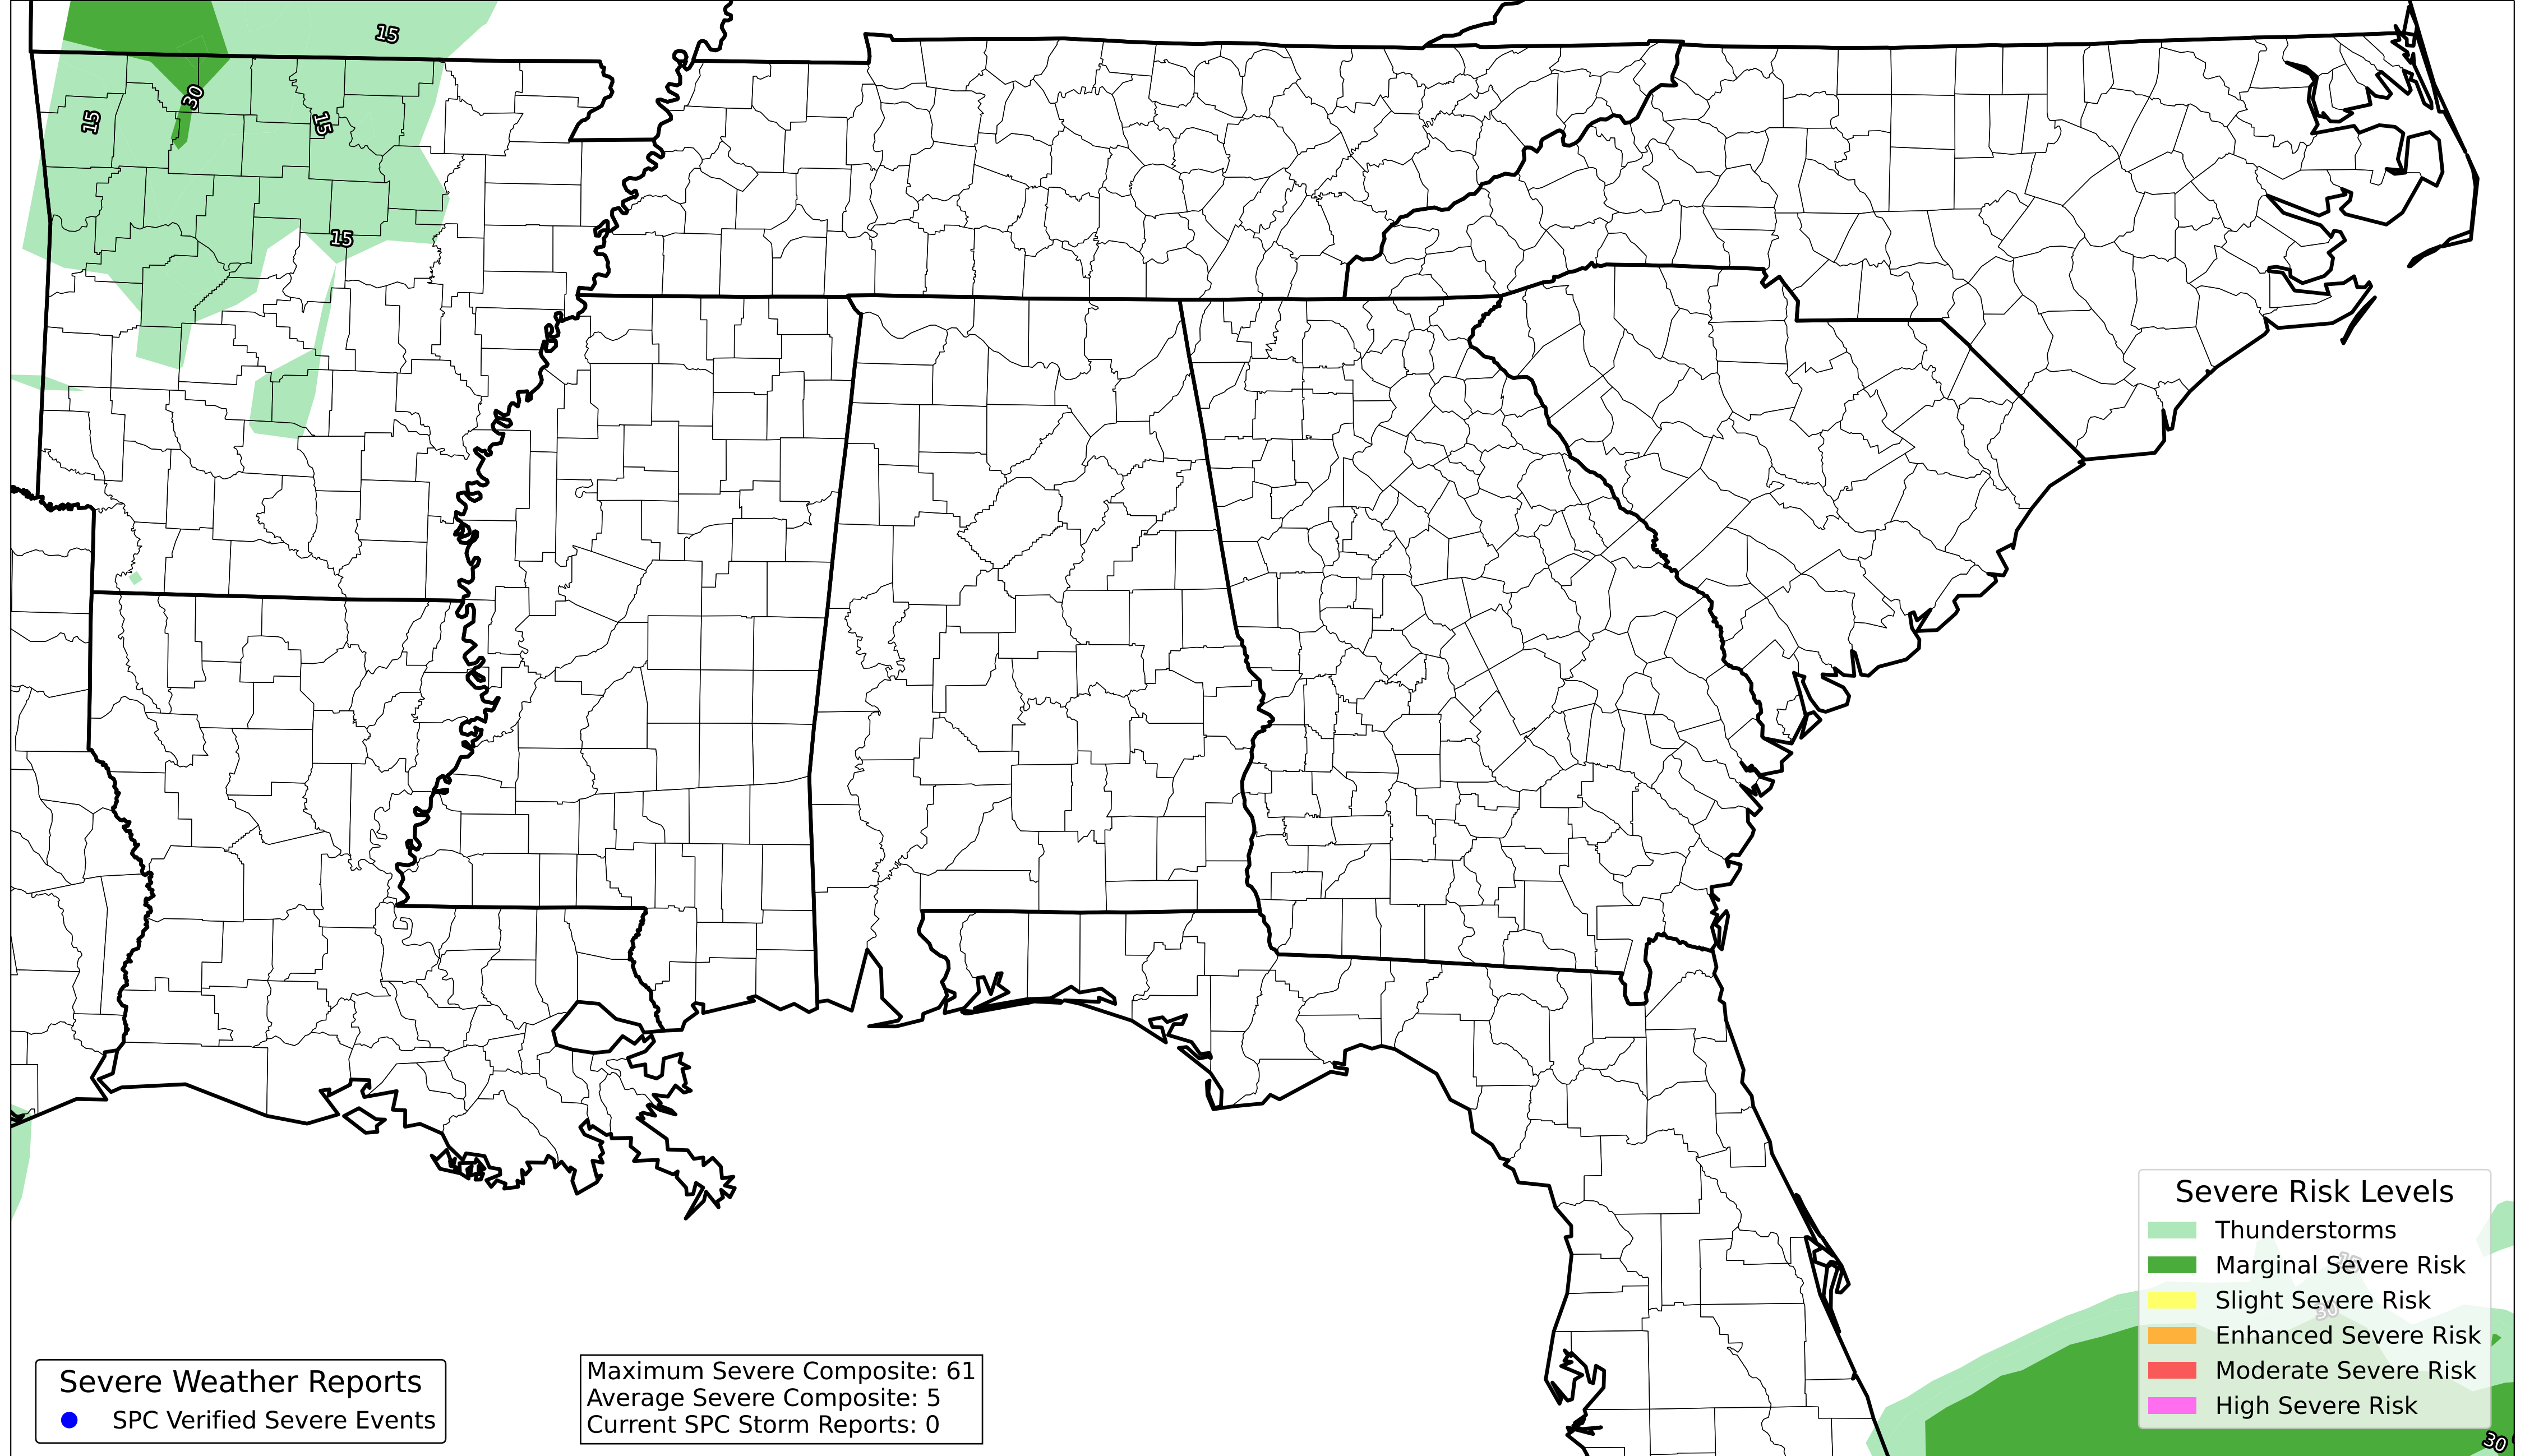 15
30
15
15
15
Severe Risk Levels
Thunderstorms
15
Marginal Severe Risk
Slight Severe Risk
30
Enhanced Severe Risk
Moderate Severe Risk
High Severe Risk
30
Severe Weather Reports
SPC Verified Severe Events
Maximum Severe Composite: 61
Average Severe Composite: 5
Current SPC Storm Reports: 0